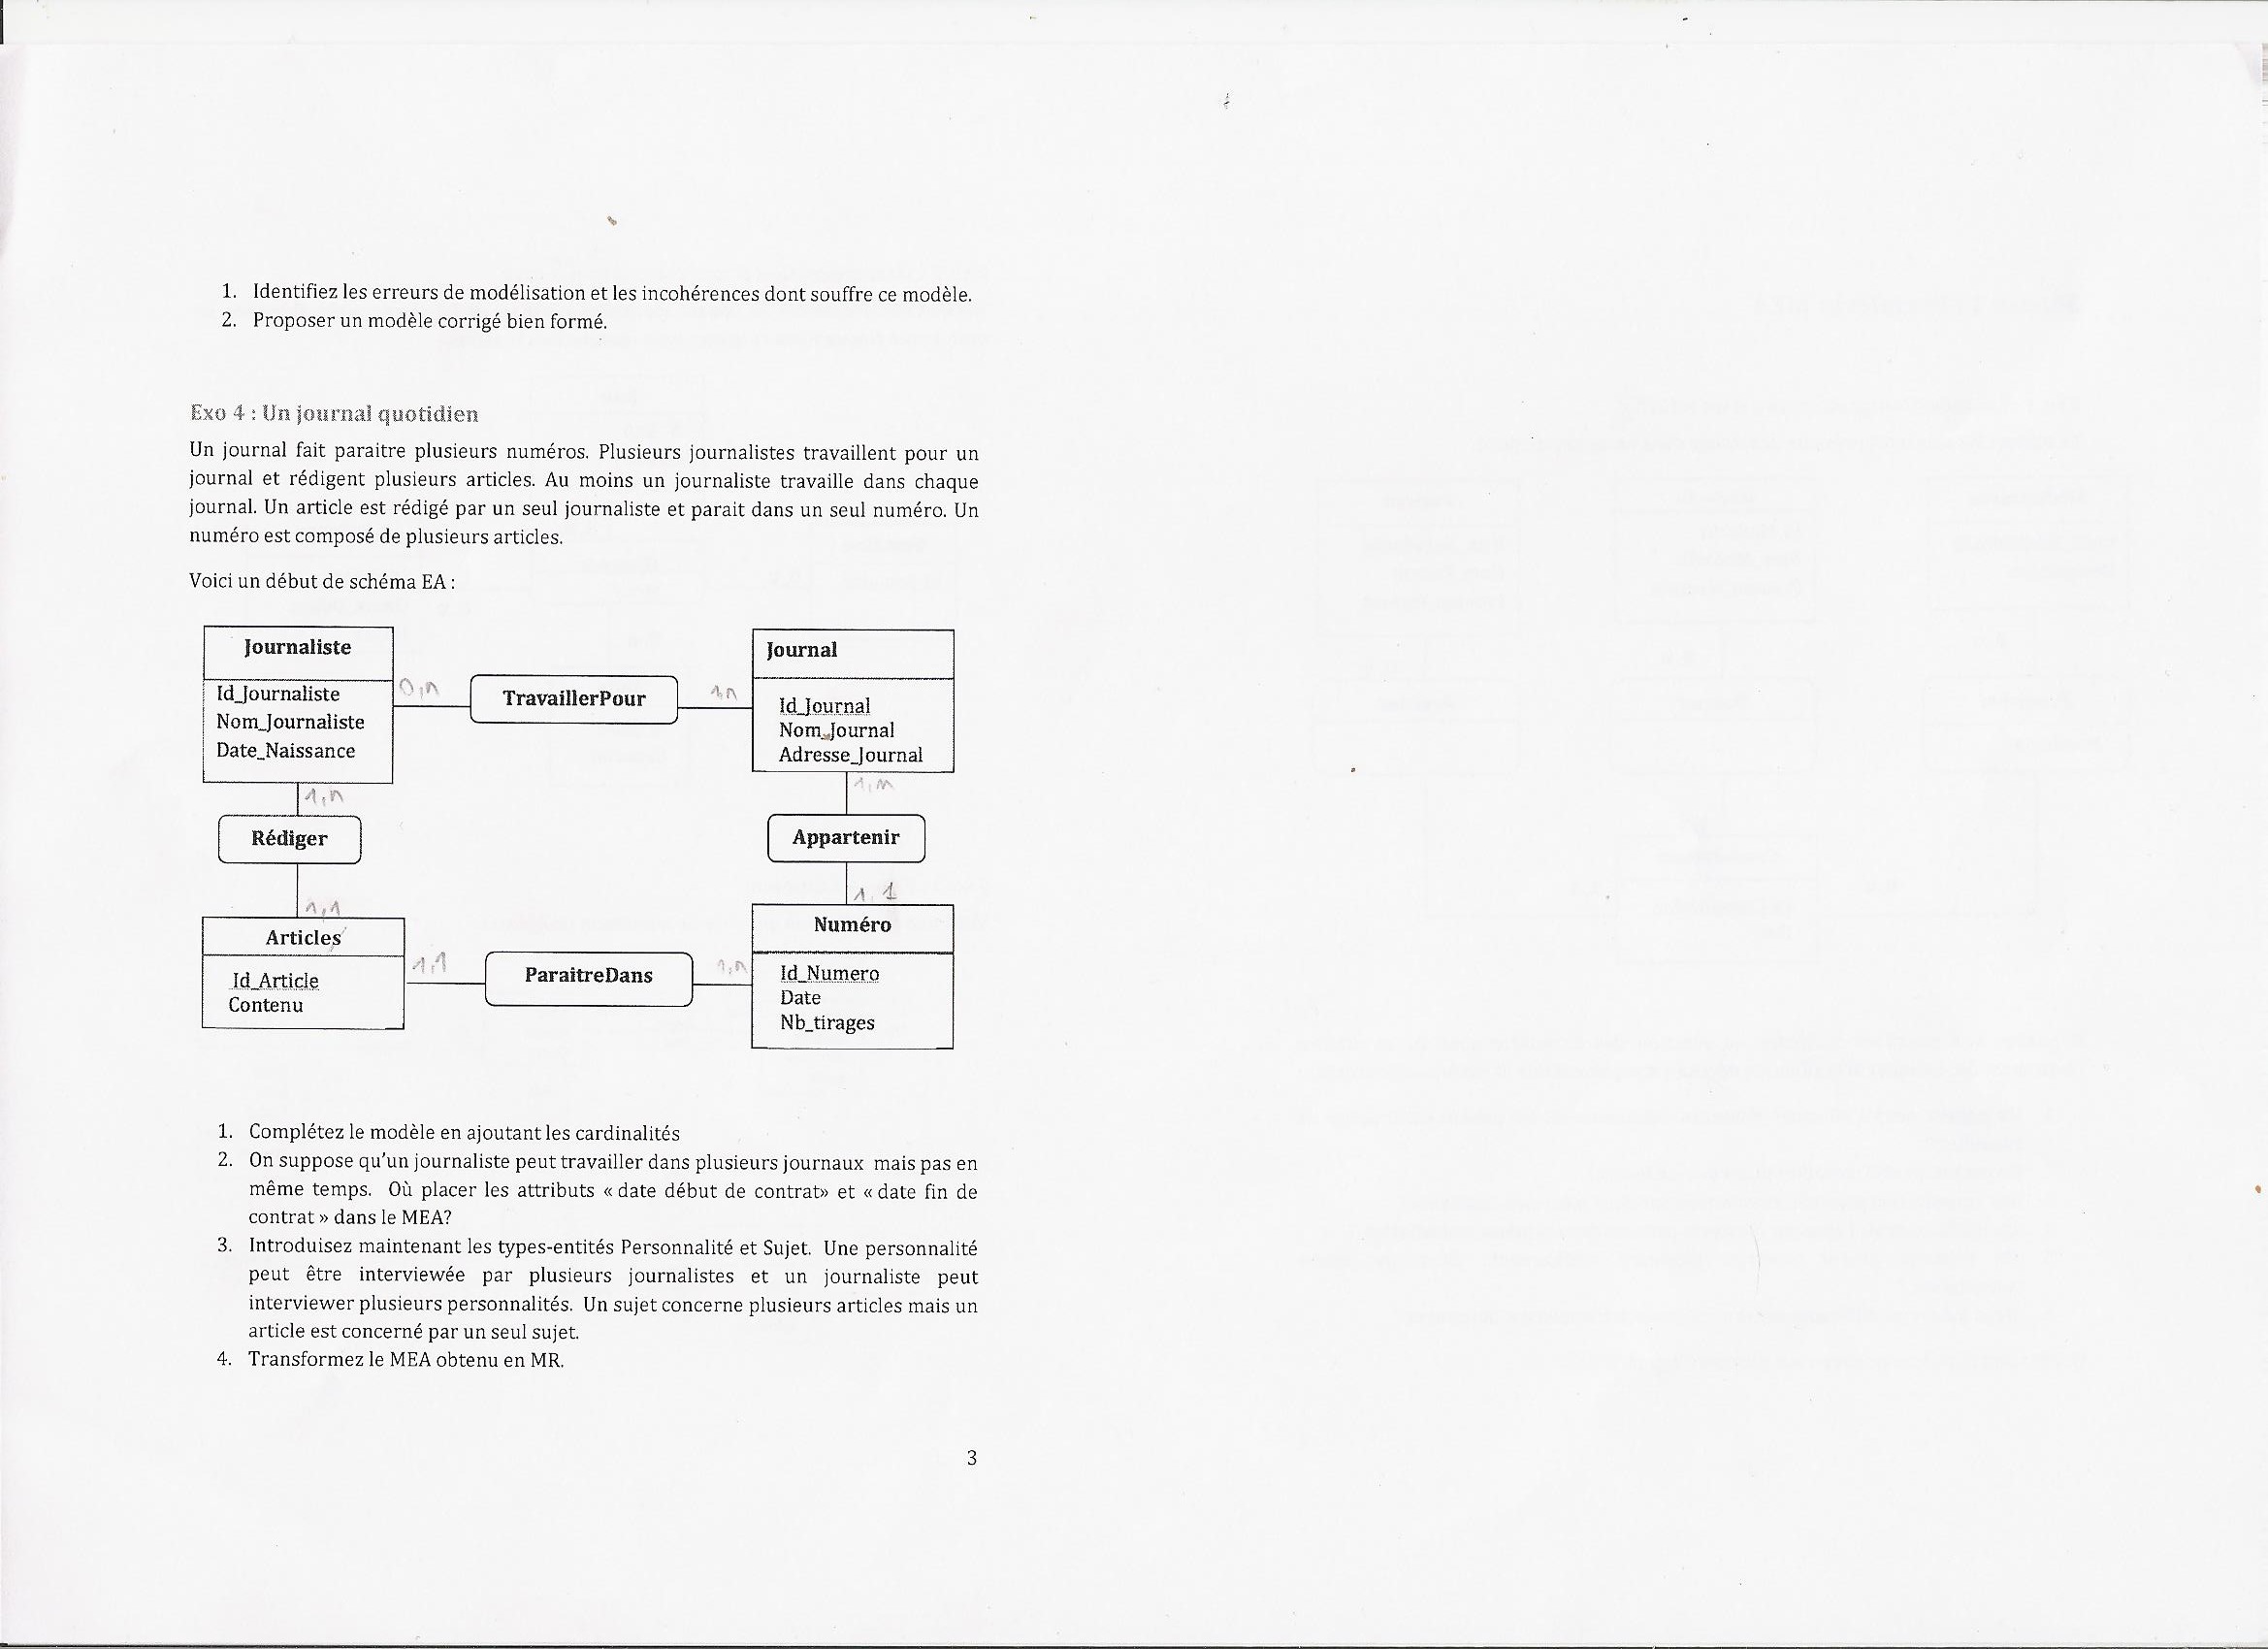 1. Identifiez les erreurs de modélisation et les incohérences dont souffre ce modèle.
2. Proposer un modèle corrigé bien formé.
Exo 4 : Un journal quotidien
Un journal fait paraitre plusieurs numéros. Plusieurs journalistes travaillent pour un
journal et rédigent plusieurs articles. Au moins un journaliste travaille dans chaque
journal. Un article est rédigé par un seul journaliste et parait dans un seul numéro. Un
numéro est composé de plusieurs articles.
Voici un début de schéma EA :
Journaliste
Id_Journaliste
Nom_Journaliste
Date_Naissance
0,n
TravaillerPour
1,n
Journal
Id_Journal
Nom_Journal
Adresse_Journal
1,n
Rédiger
1,1
1,n
Appartenir
1,1
Articles
Id_Article
Contenu
1,1
ParaitreDans
1,n
Numéro
Id_Numero
Date
Nb_tirages
1. Complétez le modèle en ajoutant les cardinalités
2. On suppose qu'un journaliste peut travailler dans plusieurs journaux mais pas en
même temps. Où placer les attributs « date début de contrat» et « date fin de
contrat » dans le MEA?
3. Introduisez maintenant les types-entités Personnalité et Sujet. Une personnalité
peut être interviewée par plusieurs journalistes et un journaliste peut
interviewer plusieurs personnalités. Un sujet concerne plusieurs articles mais un
article est concerné par un seul sujet.
4. Transformez le MEA obtenu en MR.
3